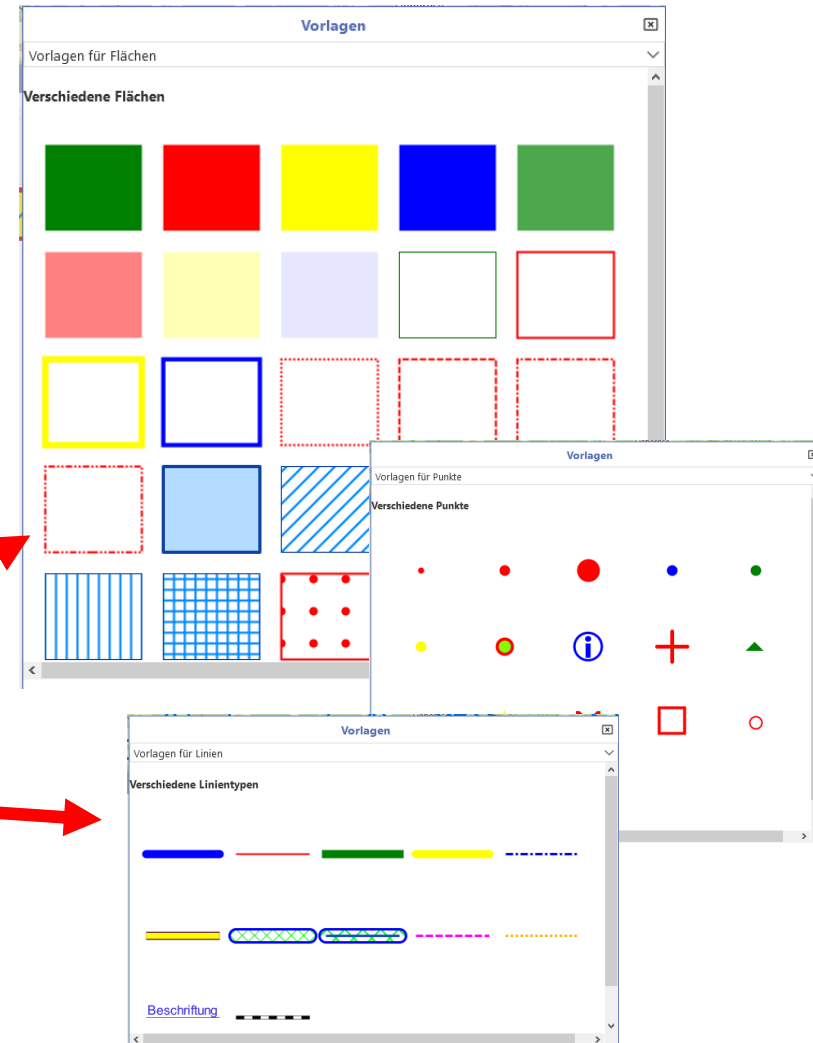 Vorlagen
Vorlagen für Flächen
Verschiedene Flächen
Vorlagen
Vorlagen für Punkte
Verschiedene Punkte
Vorlagen
Vorlagen für Linien
Verschiedene Linientypen
Beschriftung